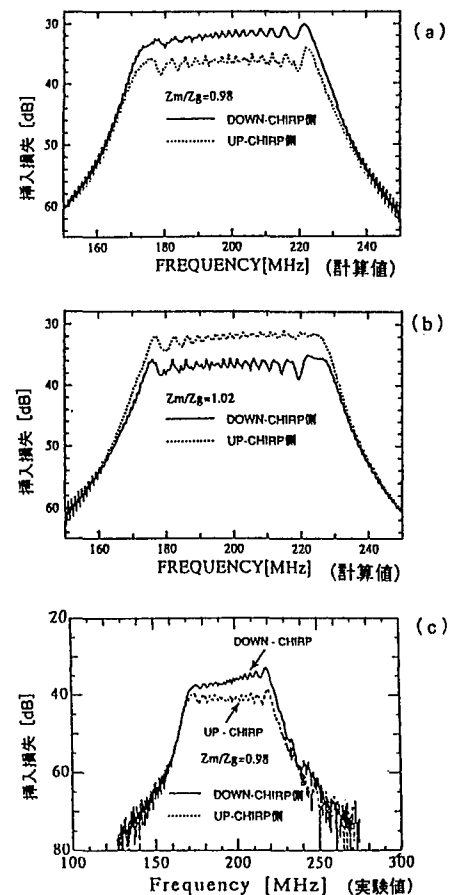 (a)
30
40
50
60
挿入損失 [dB]
Zm/Zg=0.98
DOWN-CHIRP側
UP-CHIRP側
160 180 200 220 240
FREQUENCY[MHz] (計算値)
(b)
30
40
50
60
挿入損失 [dB]
Zm/Zg=1.02
DOWN-CHIRP側
UP-CHIRP側
160 180 200 220 240
FREQUENCY[MHz] (計算値)
(c)
20
40
60
80
挿入損失 [dB]
DOWN-CHIRP
UP-CHIRP
Zm/Zg=0.98
DOWN-CHIRP側
UP-CHIRP側
100 150 200 250 300
Frequency [MHz] (実験値)